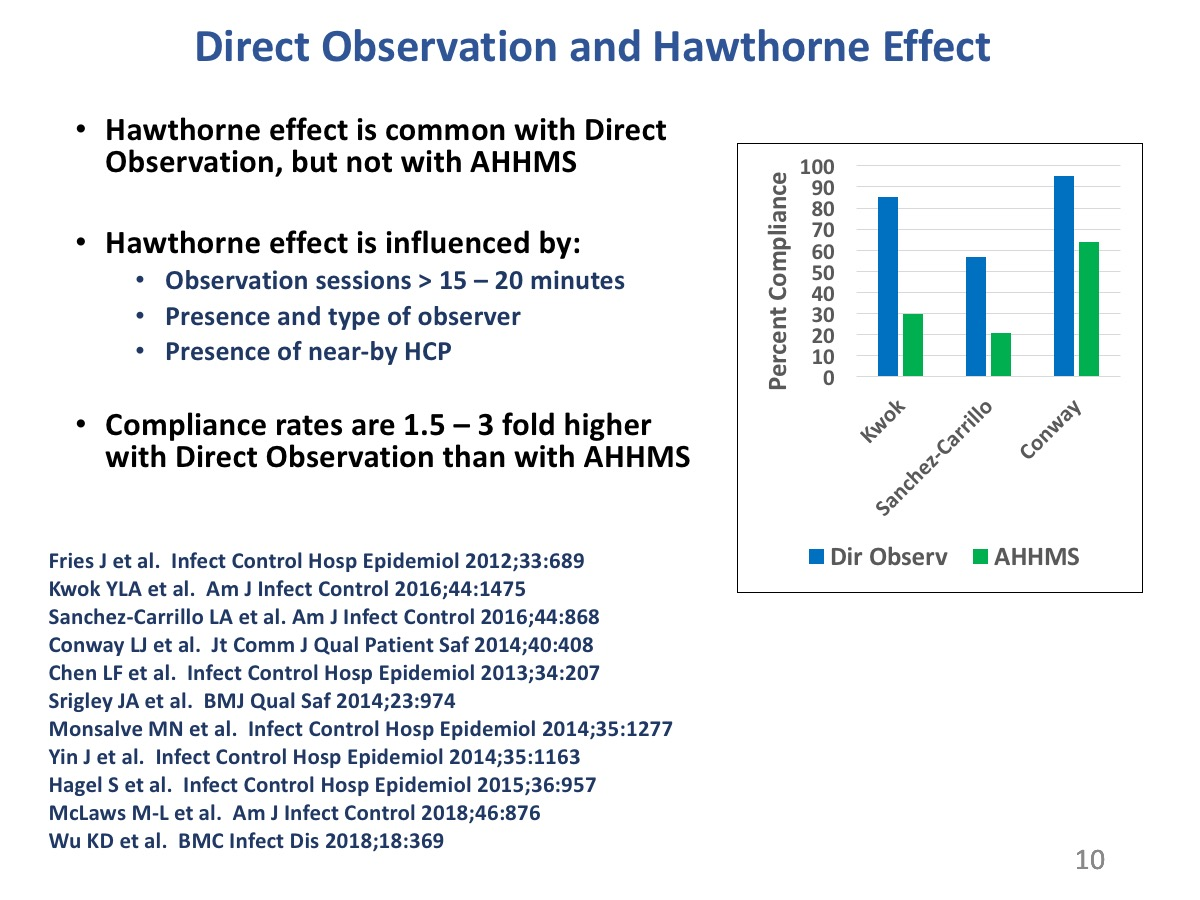 Direct Observation and Hawthorne Effect
• Hawthorne effect is common with Direct
Observation, but not with AHHMS
• Hawthorne effect is influenced by:
• Observation sessions > 15 – 20 minutes
• Presence and type of observer
• Presence of near-by HCP
• Compliance rates are 1.5 – 3 fold higher
with Direct Observation than with AHHMS
Percent Compliance
100
90
80
70
60
50
40
30
20
10
0
Kwok
Sanchez-Carrillo
Conway
Dir Observ AHHMS
Fries J et al.  Infect Control Hosp Epidemiol 2012;33:689
Kwok YLA et al.  Am J Infect Control 2016;44:1475
Sanchez-Carrillo LA et al. Am J Infect Control 2016;44:868
Conway LJ et al.  Jt Comm J Qual Patient Saf 2014;40:408
Chen LF et al.  Infect Control Hosp Epidemiol 2013;34:207
Srigley JA et al.  BMJ Qual Saf 2014;23:974
Monsalve MN et al.  Infect Control Hosp Epidemiol 2014;35:1277
Yin J et al.  Infect Control Hosp Epidemiol 2014;35:1163
Hagel S et al.  Infect Control Hosp Epidemiol 2015;36:957
McLaws M-L et al.  Am J Infect Control 2018;46:876
Wu KD et al.  BMC Infect Dis 2018;18:369
10